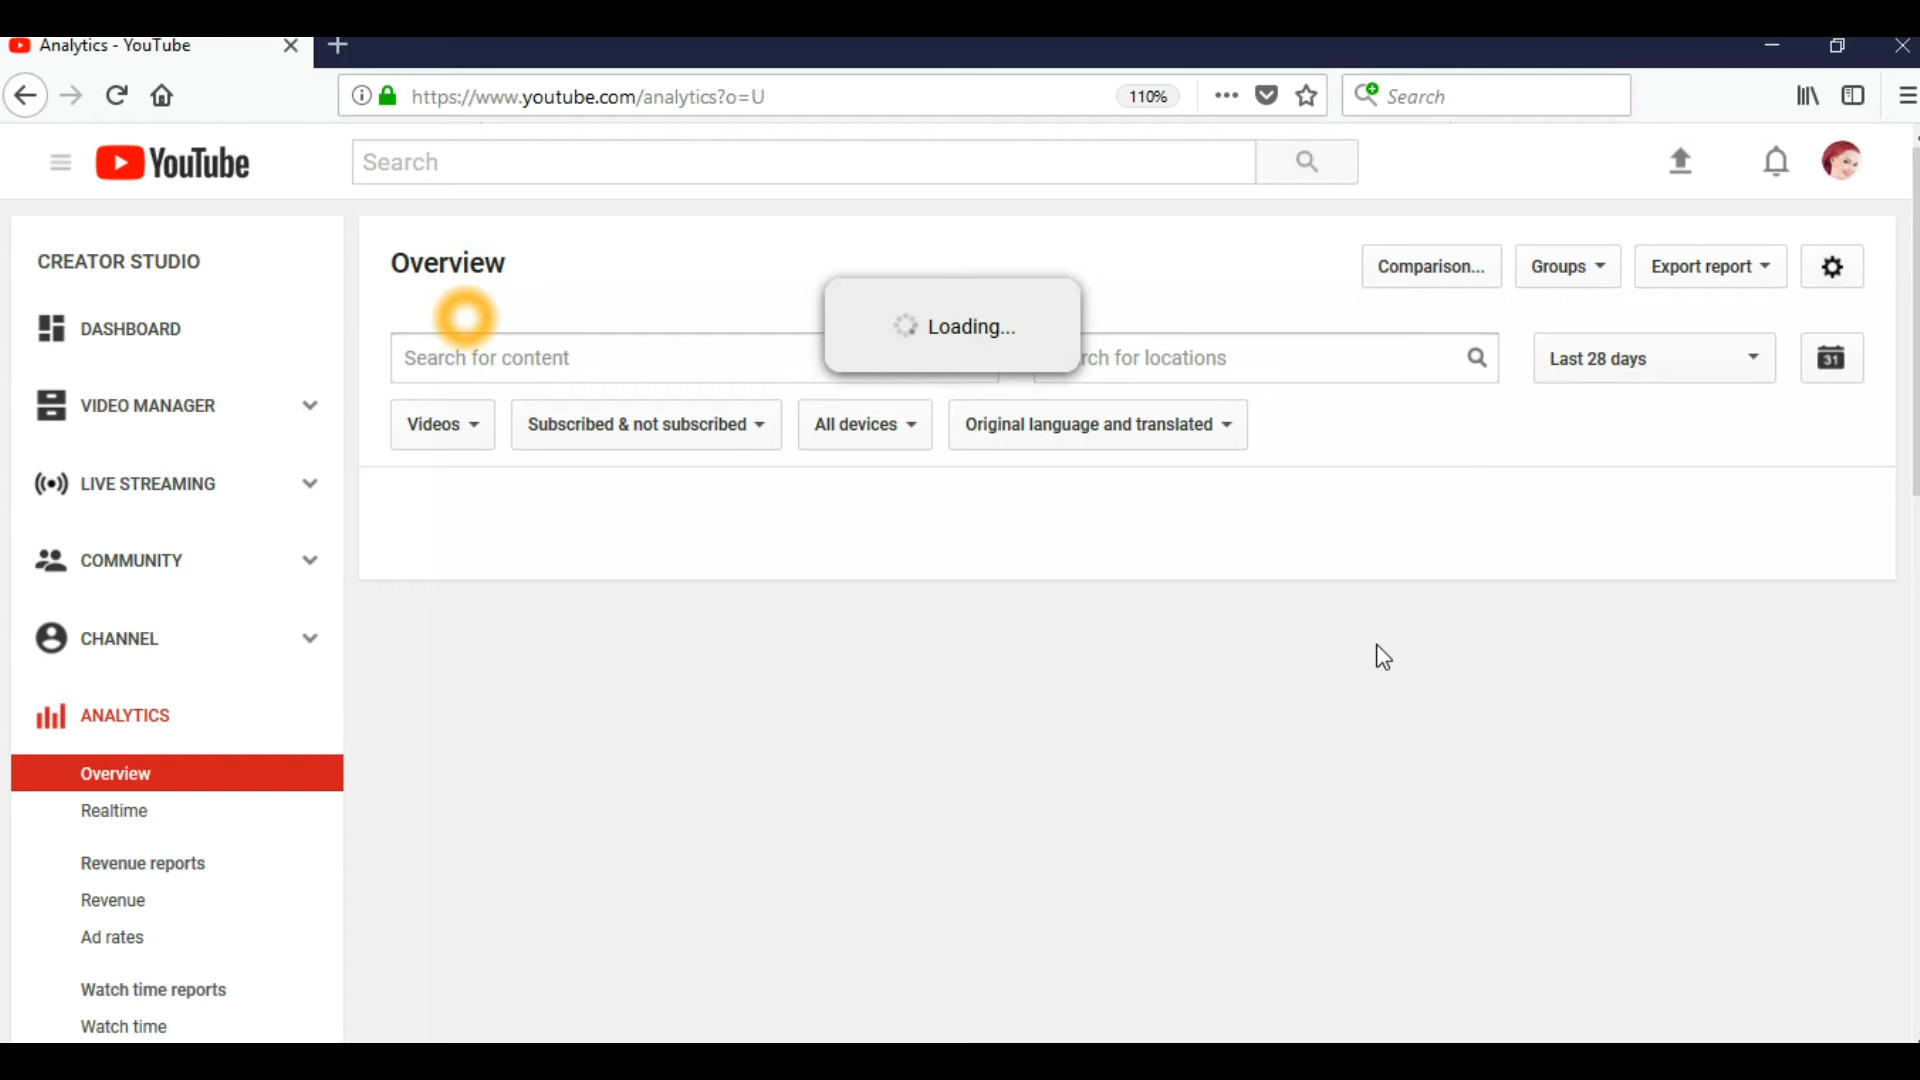 Analytics - YouTube
https://www.youtube.com/analytics?o=U
110%
Search
YouTube
Search
CREATOR STUDIO
DASHBOARD
VIDEO MANAGER
LIVE STREAMING
COMMUNITY
CHANNEL
ANALYTICS
Overview
Realtime
Revenue reports
Revenue
Ad rates
Watch time reports
Watch time
Overview
Comparison...
Groups
Export report
Loading...
Search for content
rch for locations
Last 28 days
31
Videos
Subscribed & not subscribed
All devices
Original language and translated